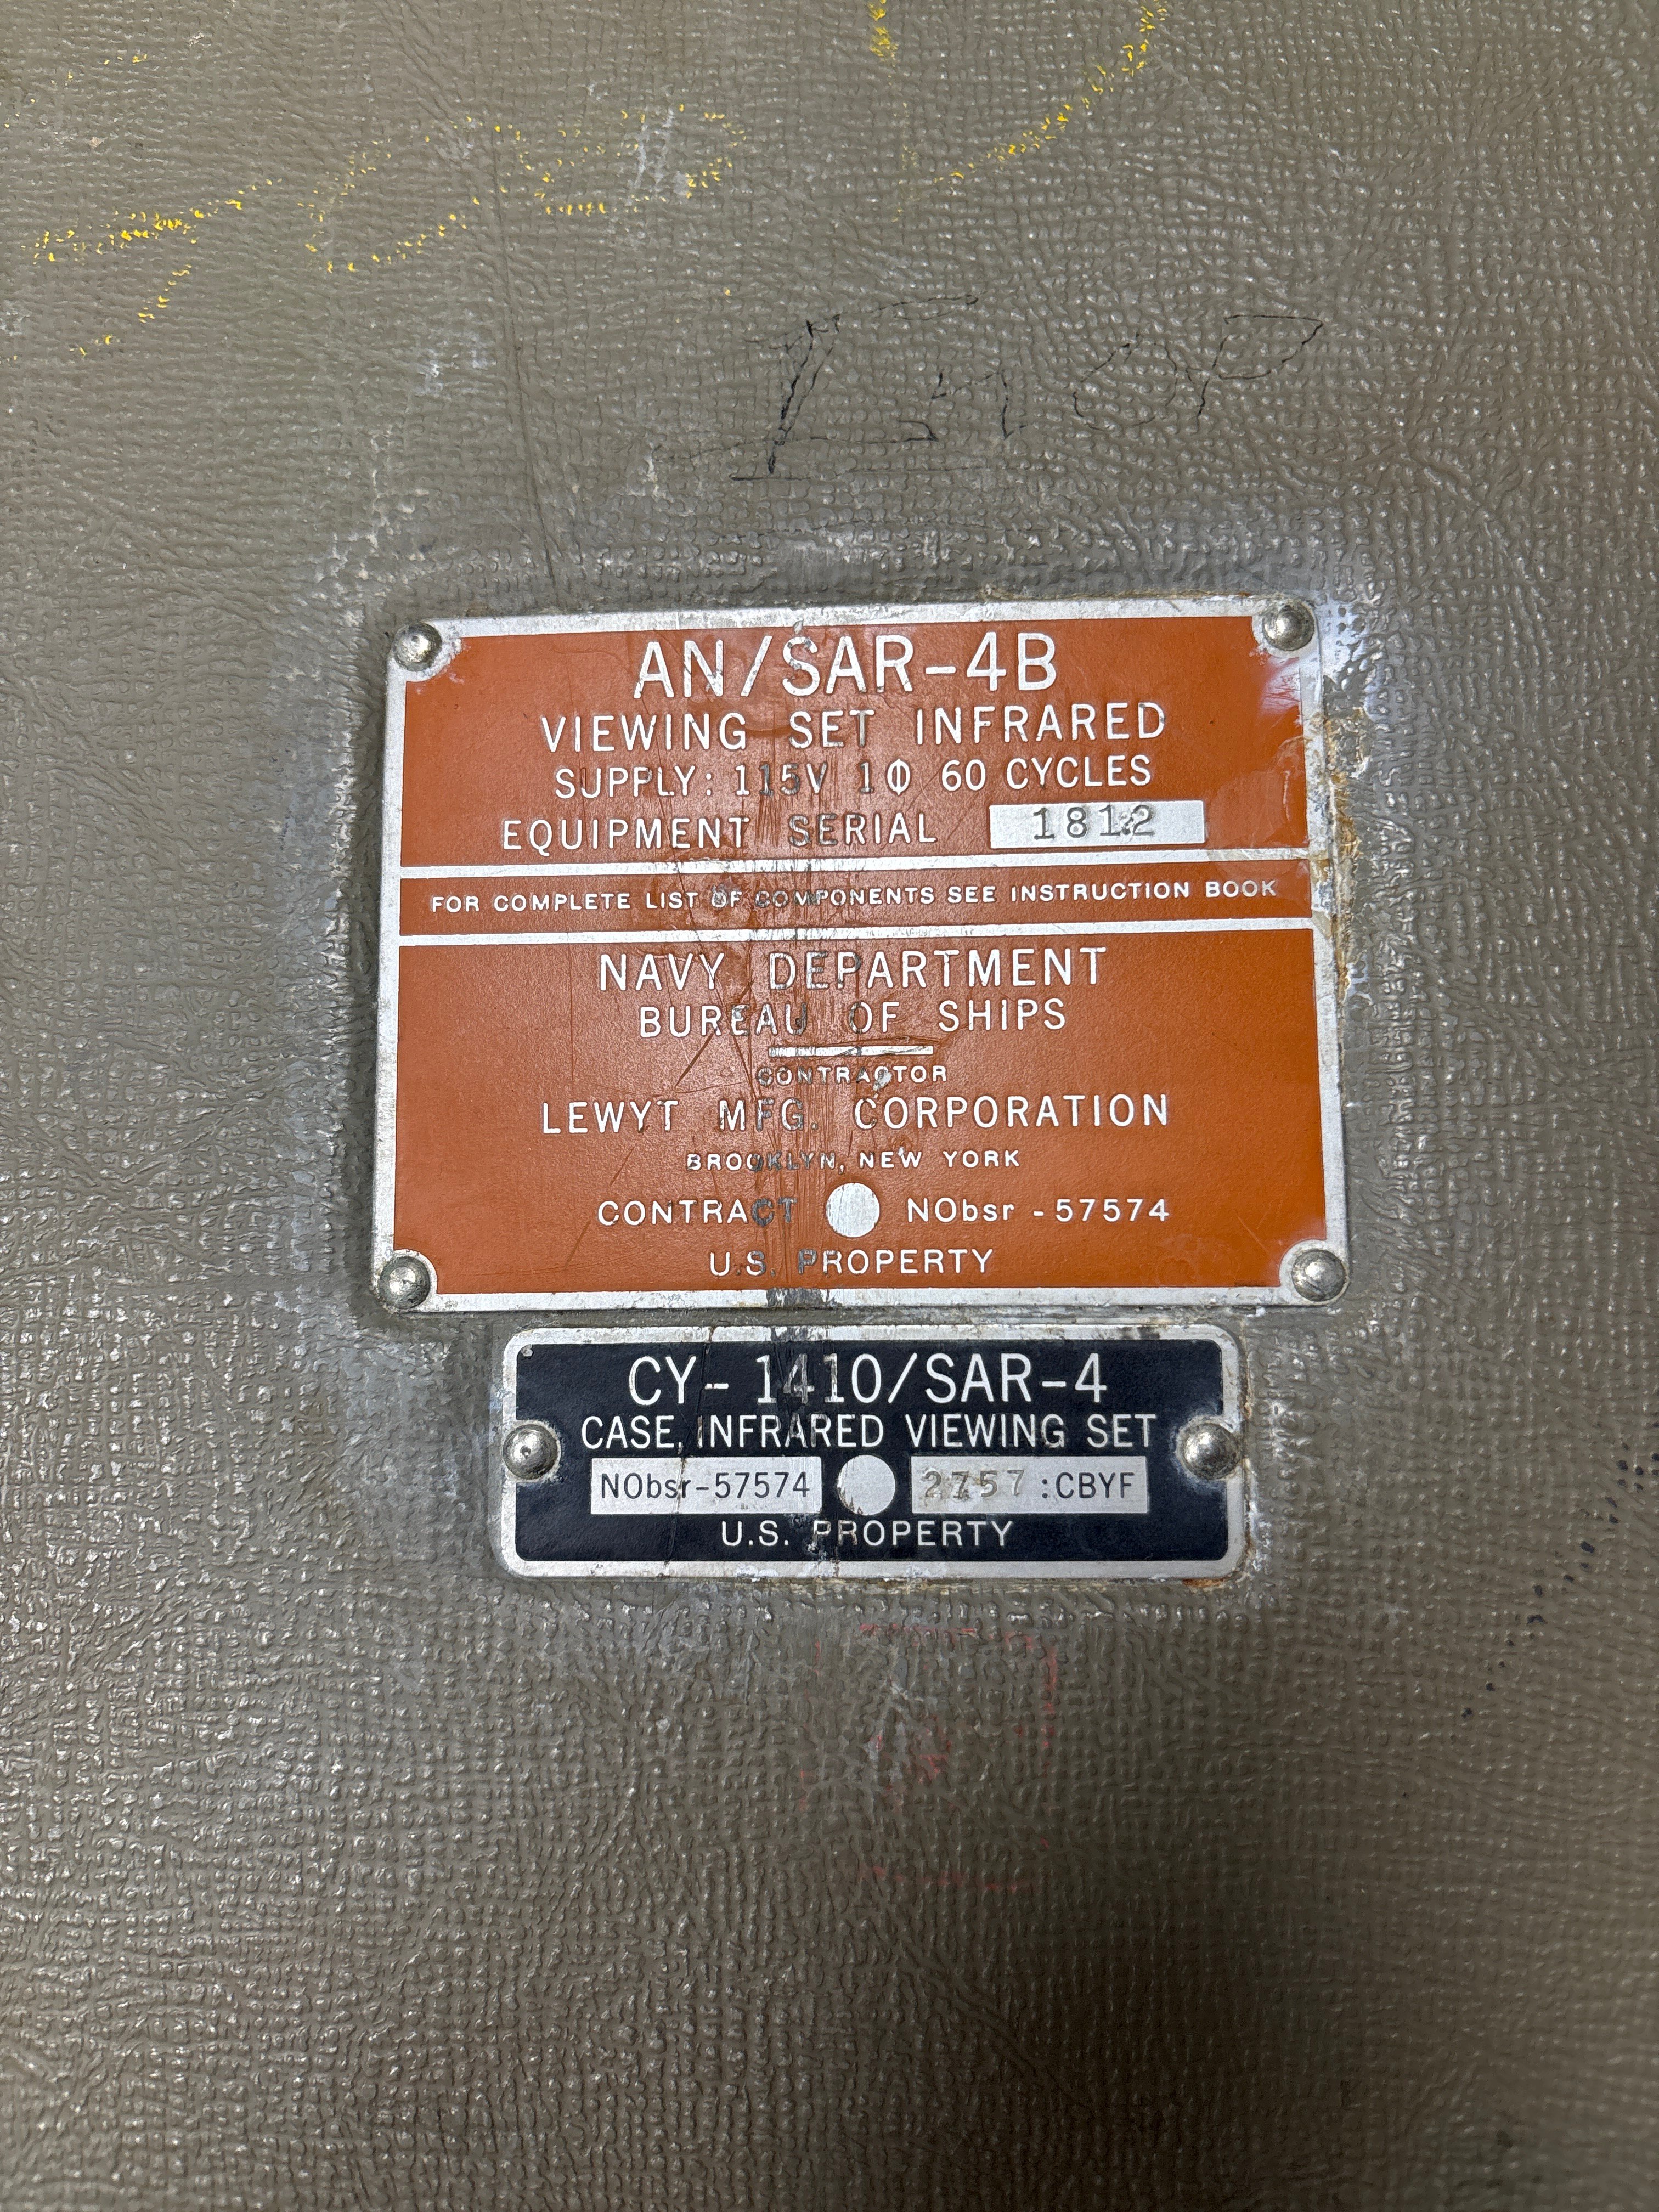 AN/SAR-4B
VIEWING SET INFRARED
SUPPLY: 115V 1Φ 60 CYCLES
EQUIPMENT SERIAL 1812
FOR COMPLETE LIST OF COMPONENTS SEE INSTRUCTION BOOK
NAVY DEPARTMENT
BUREAU OF SHIPS
CONTRACTOR
LEWYT MFG. CORPORATION
BROOKLYN, NEW YORK
CONTRACT NObsr - 57574
U.S. PROPERTY
CY- 1410/SAR-4
CASE, INFRARED VIEWING SET
NObsr-57574 2757 :CBYF
U.S. PROPERTY